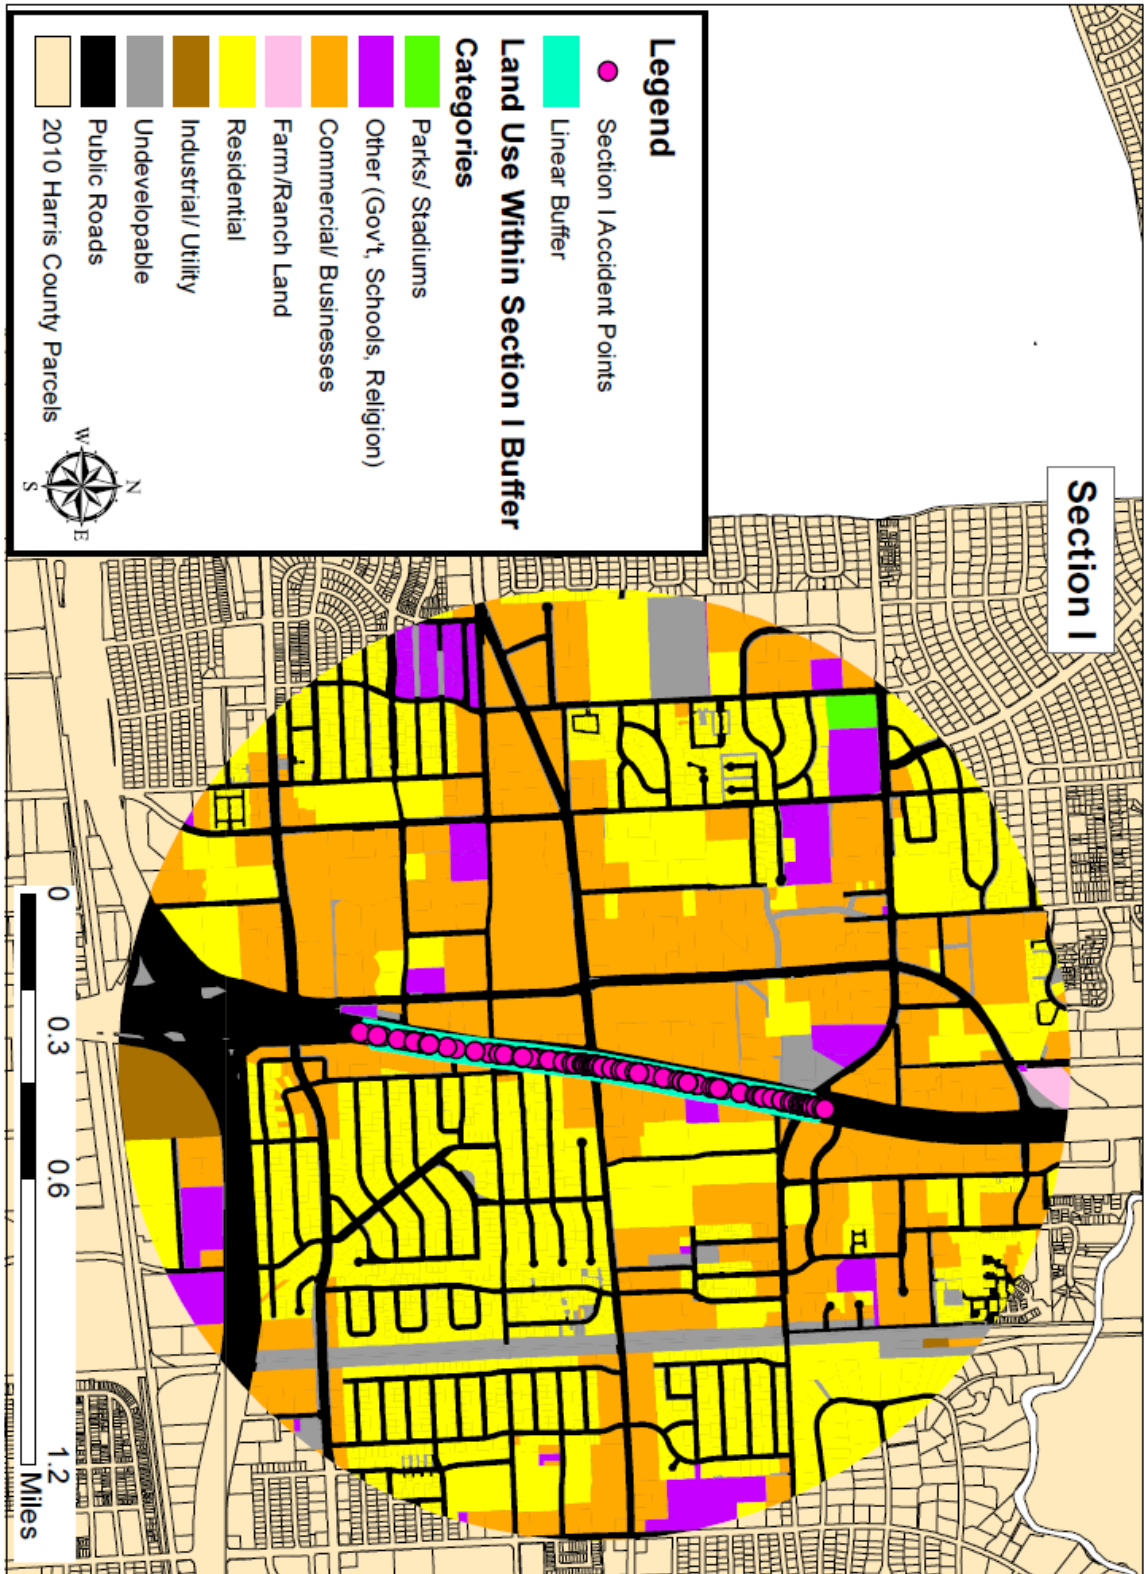 Section I
Legend
Section I Accident Points
Linear Buffer
Land Use Within Section I Buffer
Categories
Parks/ Stadiums
Other (Gov't, Schools, Religion)
Commercial/ Businesses
Farm/Ranch Land
Residential
Industrial/ Utility
Undevelopable
Public Roads
2010 Harris County Parcels
N
W
E
S
0 0.3 0.6 1.2
Miles